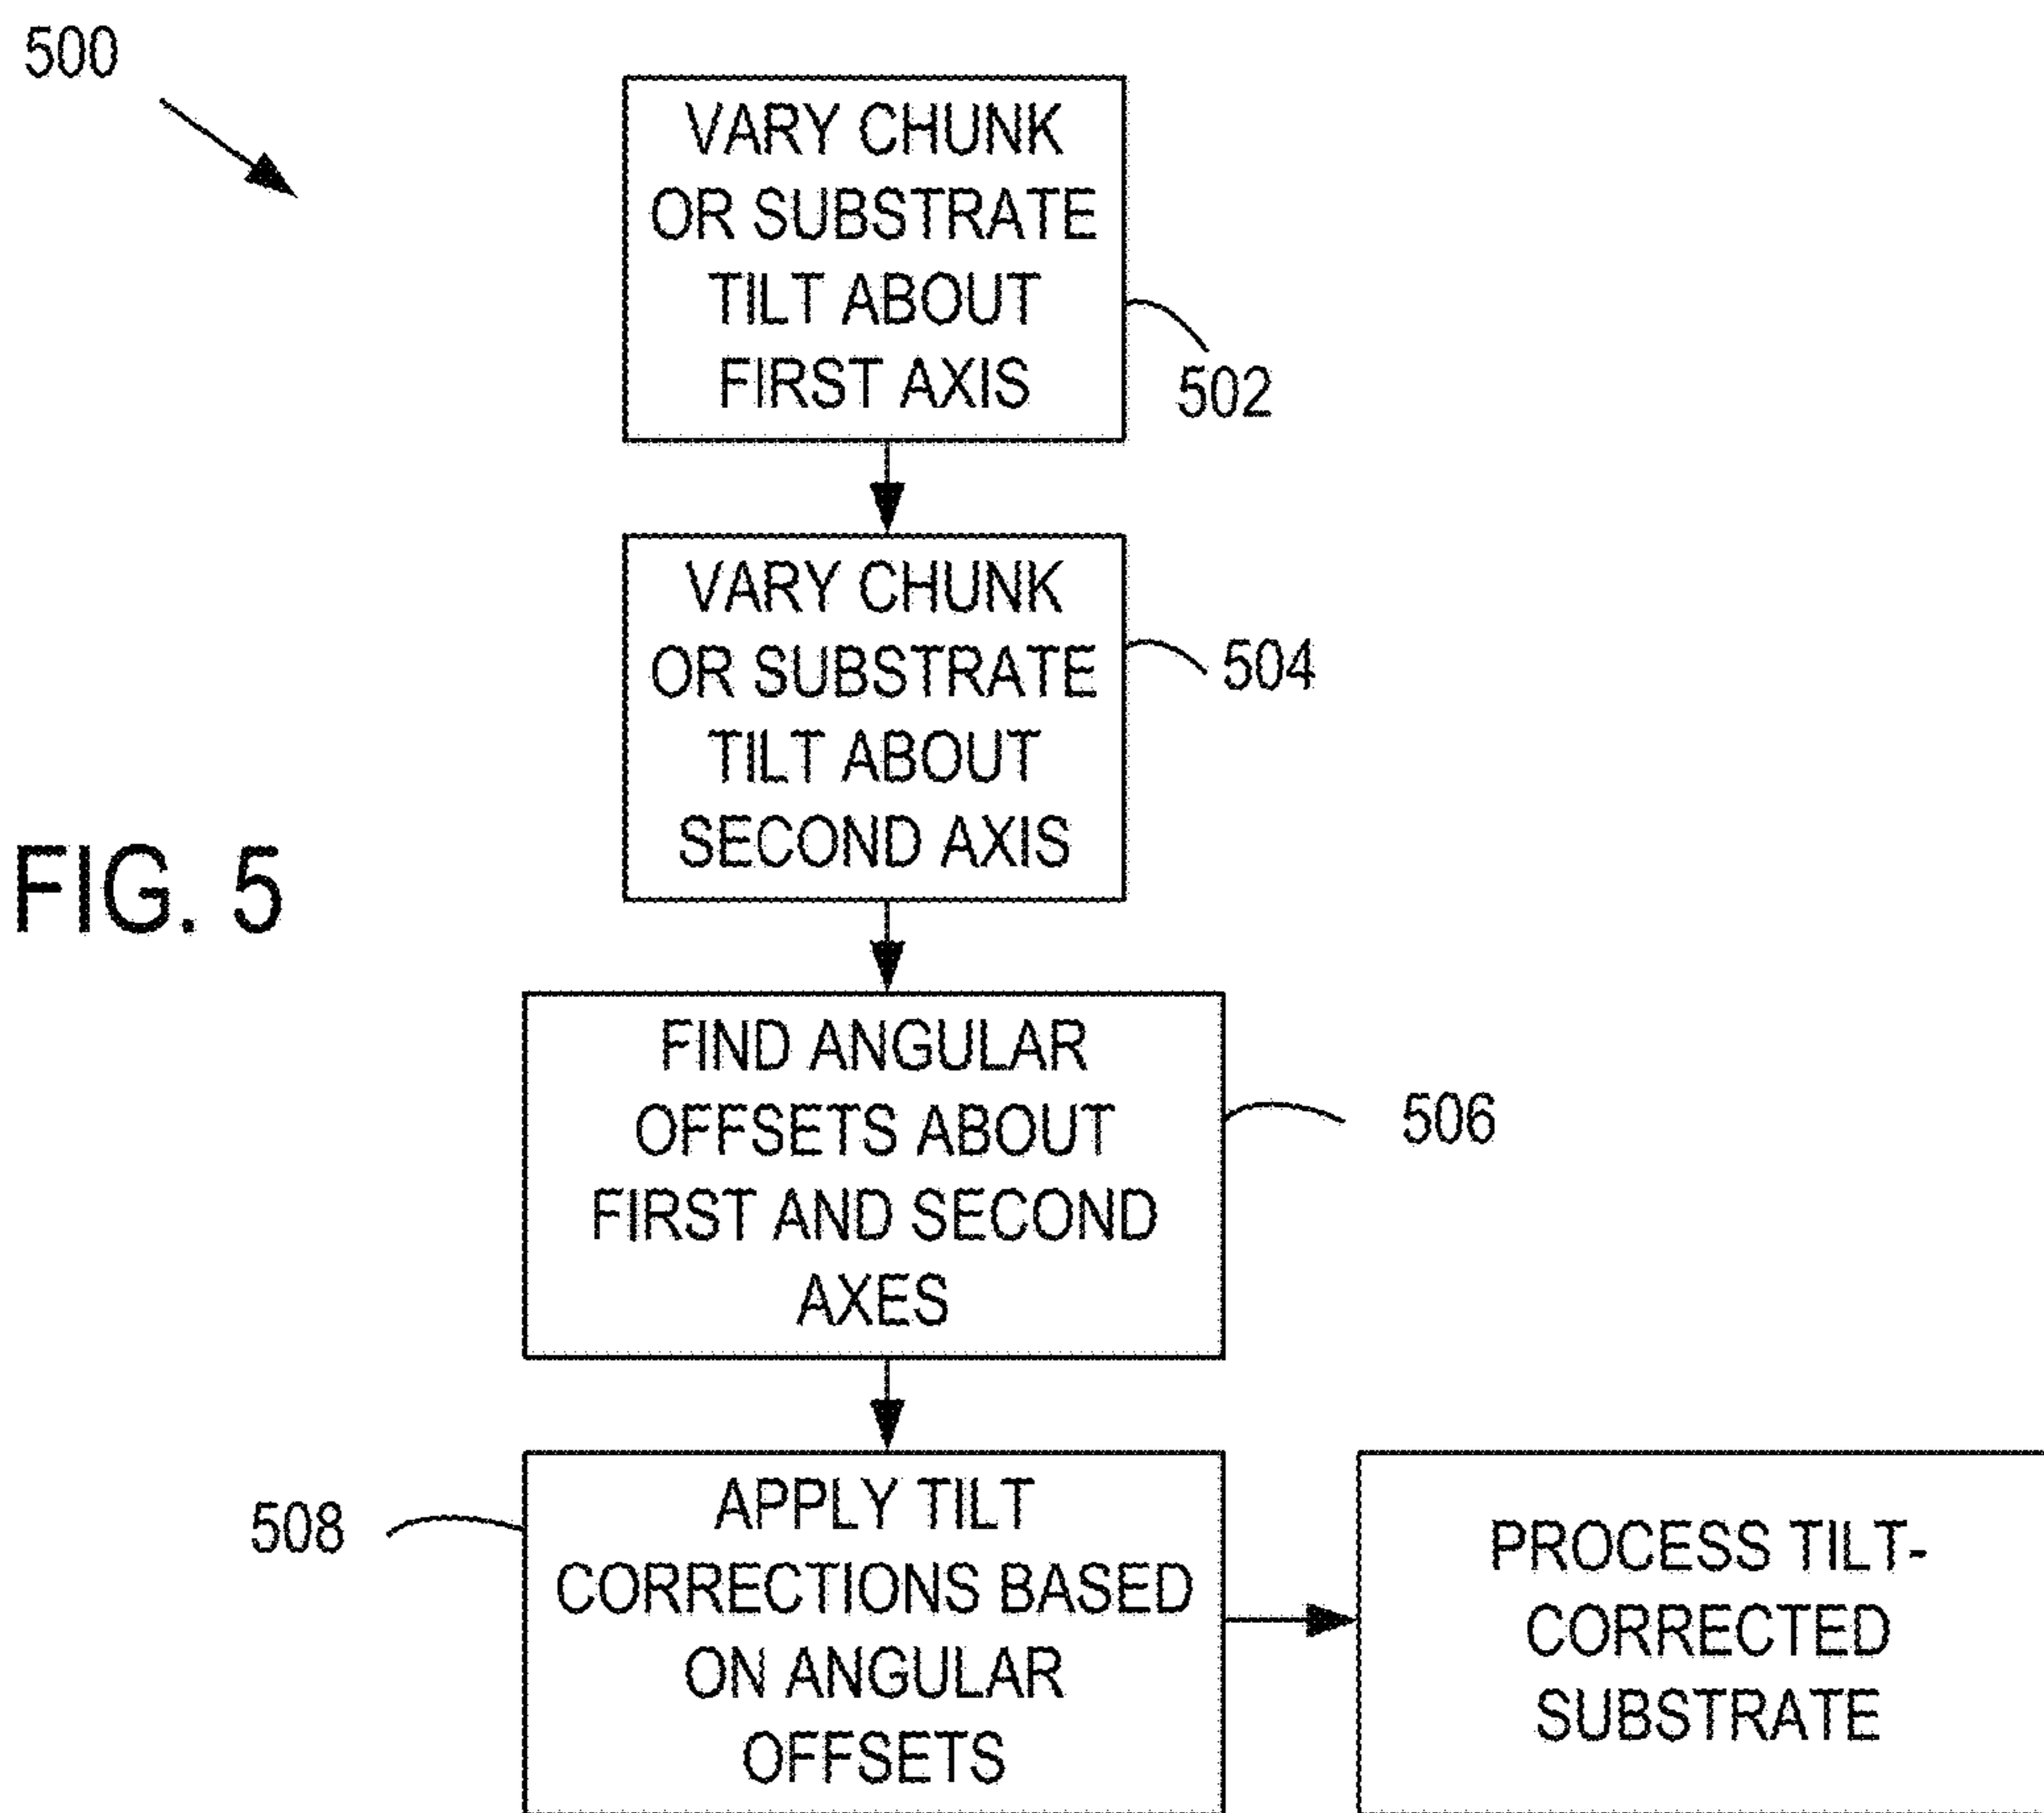 500
VARY CHUNK
OR SUBSTRATE
TILT ABOUT
FIRST AXIS
502
VARY CHUNK
OR SUBSTRATE
TILT ABOUT
SECOND AXIS
504
FIG. 5
FIND ANGULAR
OFFSETS ABOUT
FIRST AND SECOND
AXES
506
508
APPLY TILT
CORRECTIONS BASED
ON ANGULAR
OFFSETS
PROCESS TILT-
CORRECTED
SUBSTRATE